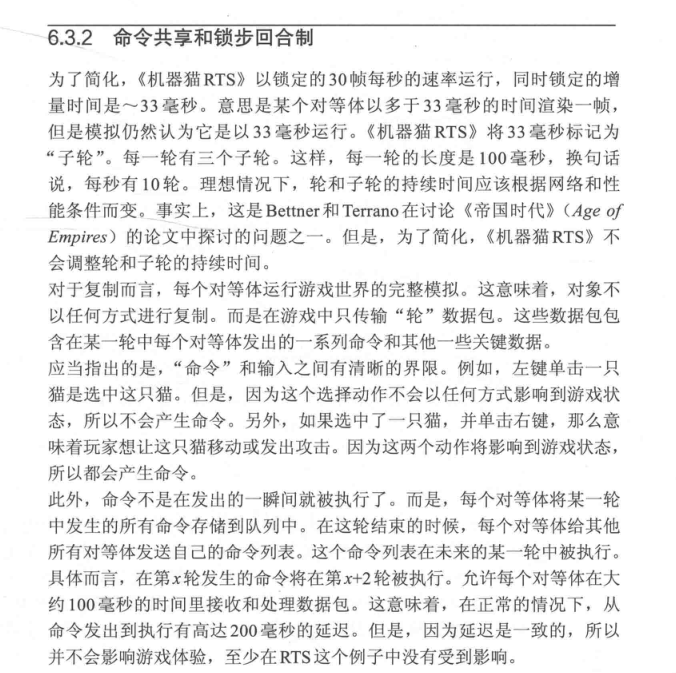 6.3.2 命令共享和锁步回合制
为了简化，《机器猫RTS》以锁定的30帧每秒的速率运行，同时锁定的增
量时间是～33毫秒。意思是某个对等体以多于33毫秒的时间渲染一帧，
但是模拟仍然认为它是以33毫秒运行。《机器猫RTS》将33毫秒标记为
“子轮”。每一轮有三个子轮。这样，每一轮的长度是100毫秒，换句话
说，每秒有10轮。理想情况下，轮和子轮的持续时间应该根据网络和性
能条件而变。事实上，这是Bettner和Terrano在讨论《帝国时代》（Age of
Empires）的论文中探讨的问题之一。但是，为了简化，《机器猫RTS》不
会调整轮和子轮的持续时间。
对于复制而言，每个对等体运行游戏世界的完整模拟。这意味着，对象不
以任何方式进行复制。而是在游戏中只传输“轮”数据包。这些数据包包
含在某一轮中每个对等体发出的一系列命令和其他一些关键数据。
应当指出的是，“命令”和输入之间有清晰的界限。例如，左键单击一只
猫是选中这只猫。但是，因为这个选择动作不会以任何方式影响到游戏状
态，所以不会产生命令。另外，如果选中了一只猫，并单击右键，那么意
味着玩家想让这只猫移动或发出攻击。因为这两个动作将影响到游戏状态，
所以都会产生命令。
此外，命令不是在发出的一瞬间就被执行了。而是，每个对等体将某一轮
中发生的所有命令存储到队列中。在这轮结束的时候，每个对等体给其他
所有对等体发送自己的命令列表。这个命令列表在未来的某一轮中被执行。
具体而言，在第x轮发生的命令将在第x+2轮被执行。允许每个对等体在大
约100毫秒的时间里接收和处理数据包。这意味着，在正常的情况下，从
命令发出到执行有高达200毫秒的延迟。但是，因为延迟是一致的，所以
并不会影响游戏体验，至少在RTS这个例子中没有受到影响。